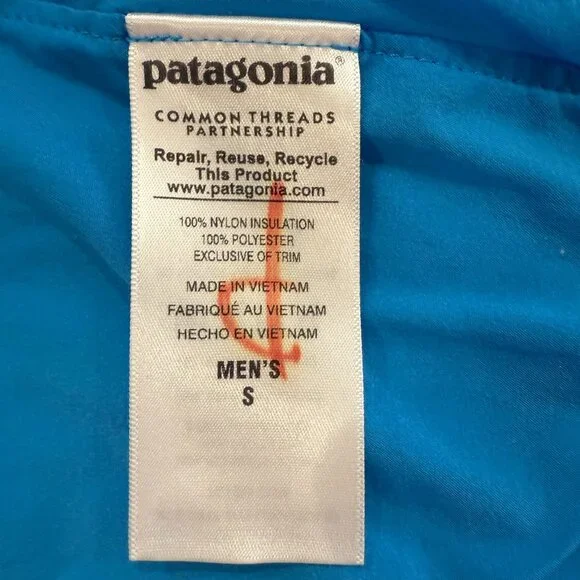 patagonia®
COMMON THREADS
PARTNERSHIP
Repair, Reuse, Recycle
This Product
www.patagonia.com
100% NYLON INSULATION
100% POLYESTER
EXCLUSIVE OF TRIM
MADE IN VIETNAM
FABRIQUÉ AU VIETNAM
HECHO EN VIETNAM
MEN'S
S